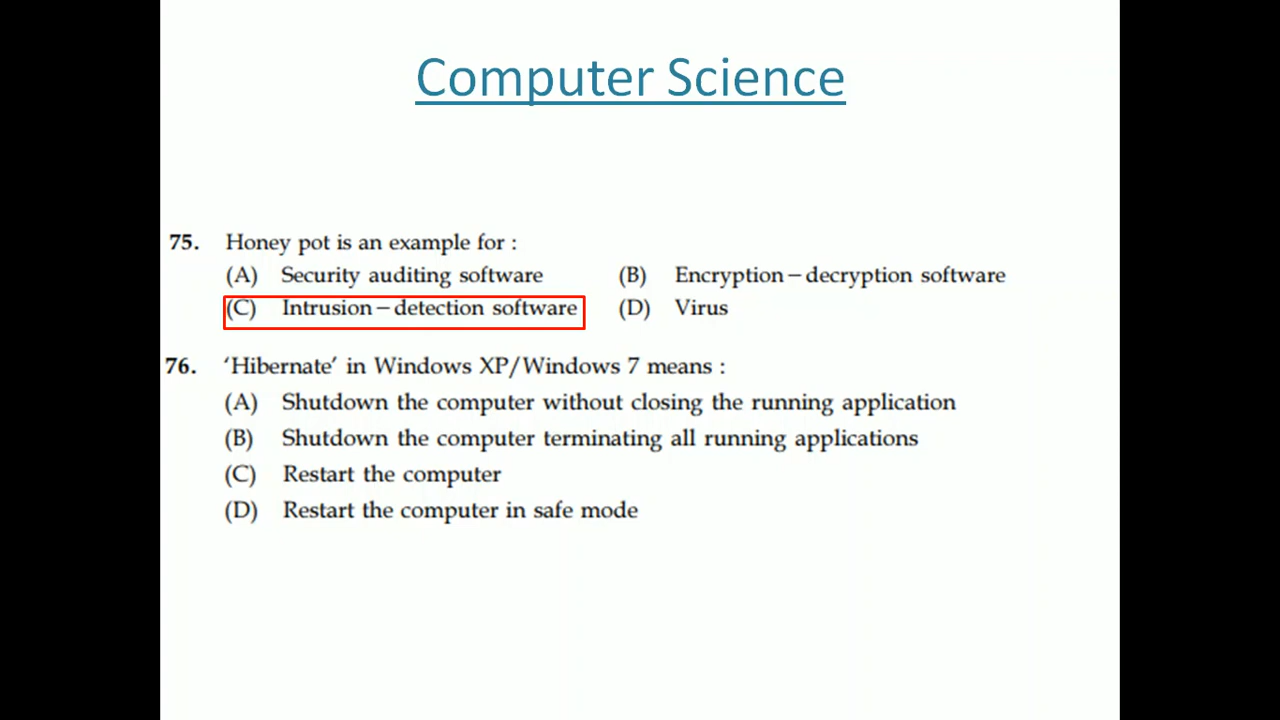 Computer Science
75. Honey pot is an example for :
(A) Security auditing software (B) Encryption – decryption software
(C) Intrusion – detection software (D) Virus
76. ‘Hibernate’ in Windows XP/Windows 7 means :
(A) Shutdown the computer without closing the running application
(B) Shutdown the computer terminating all running applications
(C) Restart the computer
(D) Restart the computer in safe mode